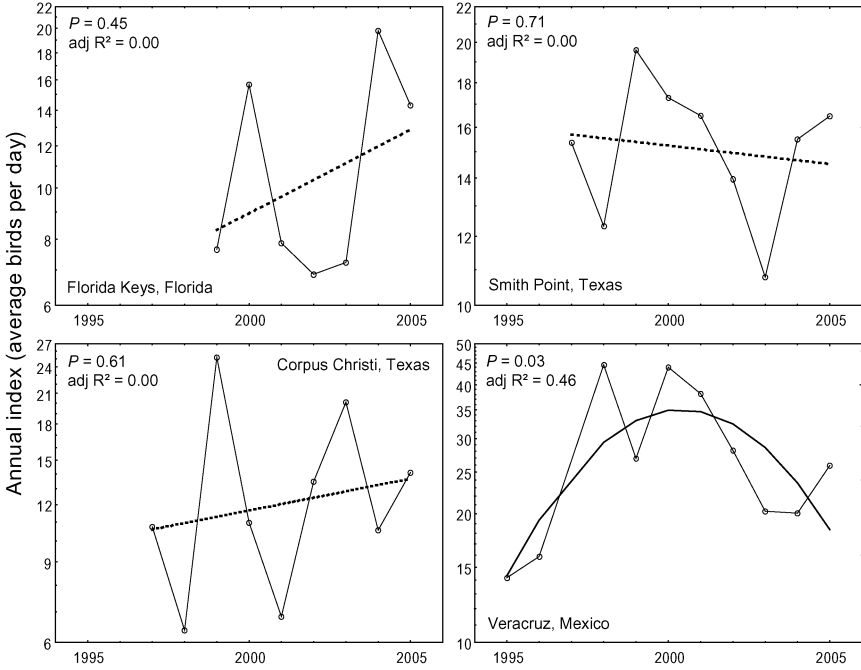 Annual index (average birds per day)
22
20
18
16
14
12
10
8
6
P = 0.45
adj R² = 0.00
Florida Keys, Florida
1995 2000 2005
22
20
18
16
14
12
10
P = 0.71
adj R² = 0.00
Smith Point, Texas
1995 2000 2005
27
24
21
18
15
12
9
6
P = 0.61
adj R² = 0.00
Corpus Christi, Texas
1995 2000 2005
50
45
40
35
30
25
20
15
10
P = 0.03
adj R² = 0.46
Veracruz, Mexico
1995 2000 2005